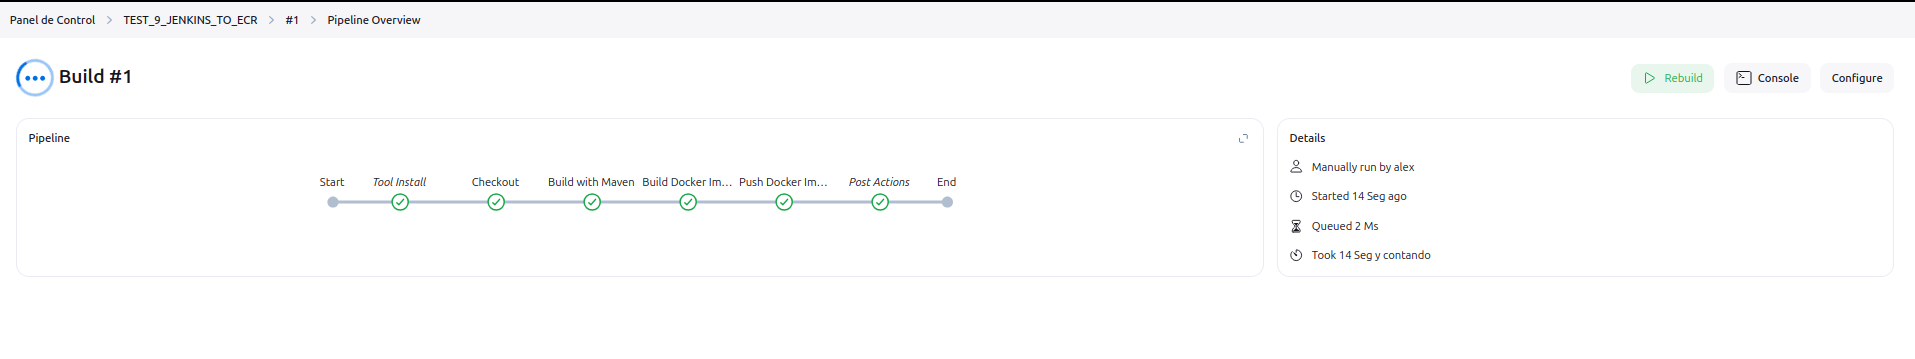 Panel de Control > TEST_9_JENKINS_TO_ECR > #1 > Pipeline Overview
Build #1
Rebuild Console Configure
Pipeline
Start Tool Install Checkout Build with Maven Build Docker Im... Push Docker Im... Post Actions End
Details
Manually run by alex
Started 14 Seg ago
Queued 2 Ms
Took 14 Seg y contando